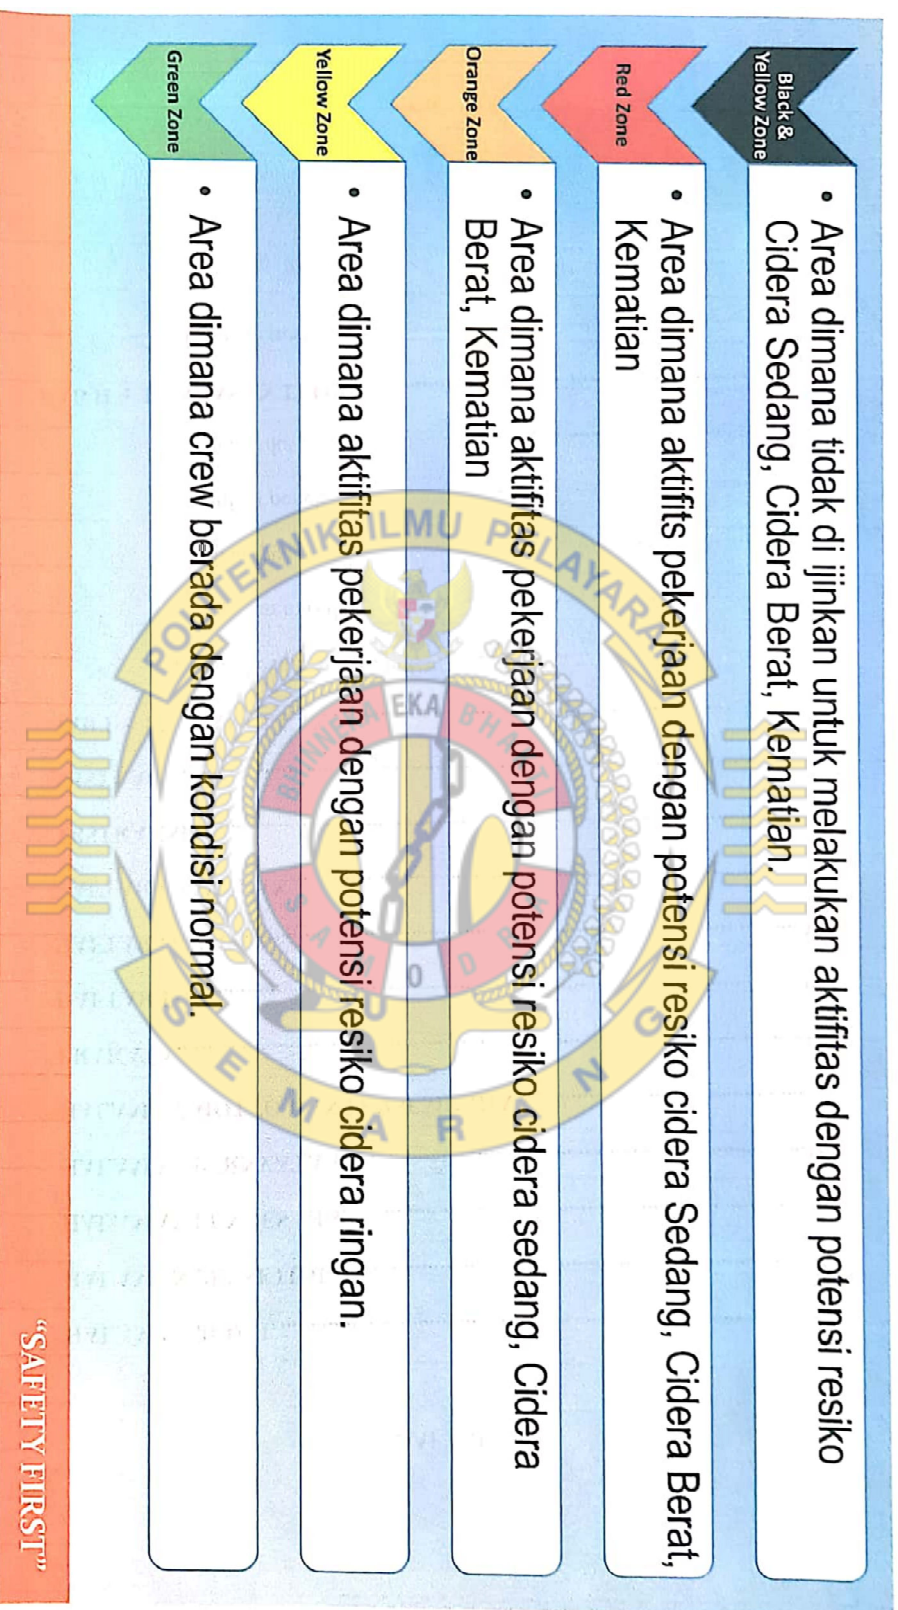 Black &
Yellow Zone
• Area dimana tidak di ijinkan untuk melakukan aktifitas dengan potensi resiko
Cidera Sedang, Cidera Berat, Kematian.
Red Zone
• Area dimana aktifits pekerjaan dengan potensi resiko cidera Sedang, Cidera Berat,
Kematian
Orange Zone
• Area dimana aktifitas pekerjaan dengan potensi resiko cidera sedang, Cidera
Berat, Kematian
Yellow Zone
• Area dimana aktifitas pekerjaan dengan potensi resiko cidera ringan.
Green Zone
• Area dimana crew berada dengan kondisi normal.
"SAFETY FIRST"
POLITEKNIK ILMU PELAYARAN
SEMARANG
BHINNEKA BHAKTI